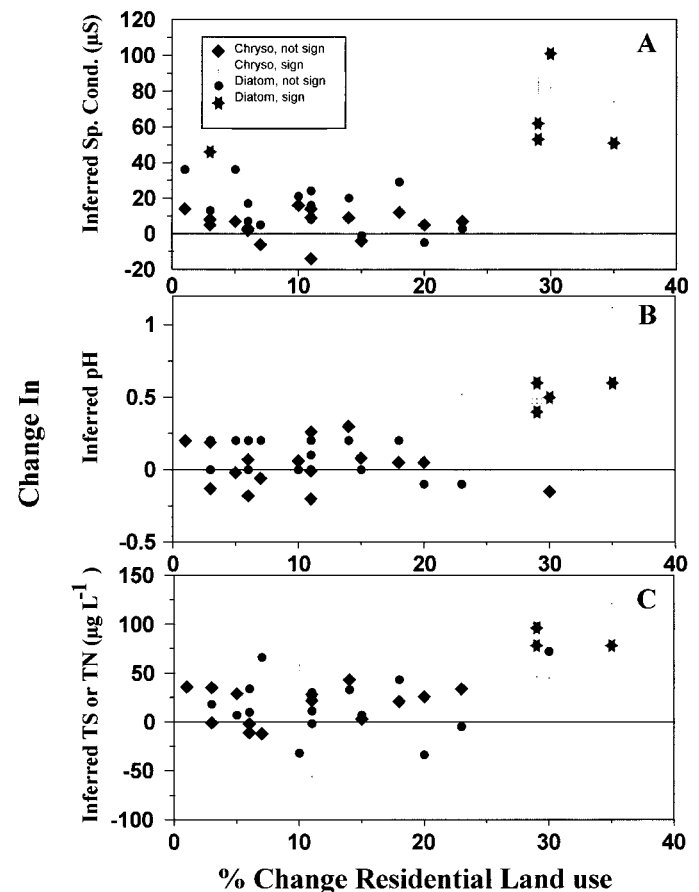 120
100
80
60
40
20
0
-20
Inferred Sp. Cond. (µS)
A
Chryso, not sign
Chryso, sign
Diatom, not sign
Diatom, sign
0 10 20 30 40
1
0.5
0
-0.5
Inferred pH
B
Change In
0 10 20 30 40
150
100
50
0
-50
-100
Inferred TS or TN (µg L-1)
C
0 10 20 30 40
% Change Residential Land use